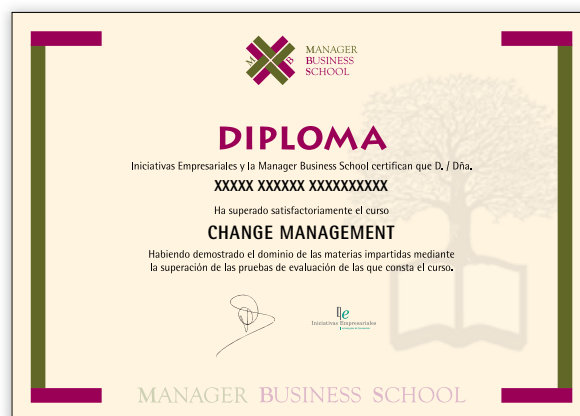 M B
MANAGER
BUSINESS
SCHOOL
DIPLOMA
Iniciativas Empresariales y la Manager Business School certifican que D. / Dña.
XXXXX XXXXXX XXXXXXXXXX
Ha superado satisfactoriamente el curso
CHANGE MANAGEMENT
Habiendo demostrado el dominio de las materias impartidas mediante
la superación de las pruebas de evaluación de las que consta el curso.
Iniciativas Empresariales
MANAGER BUSINESS SCHOOL